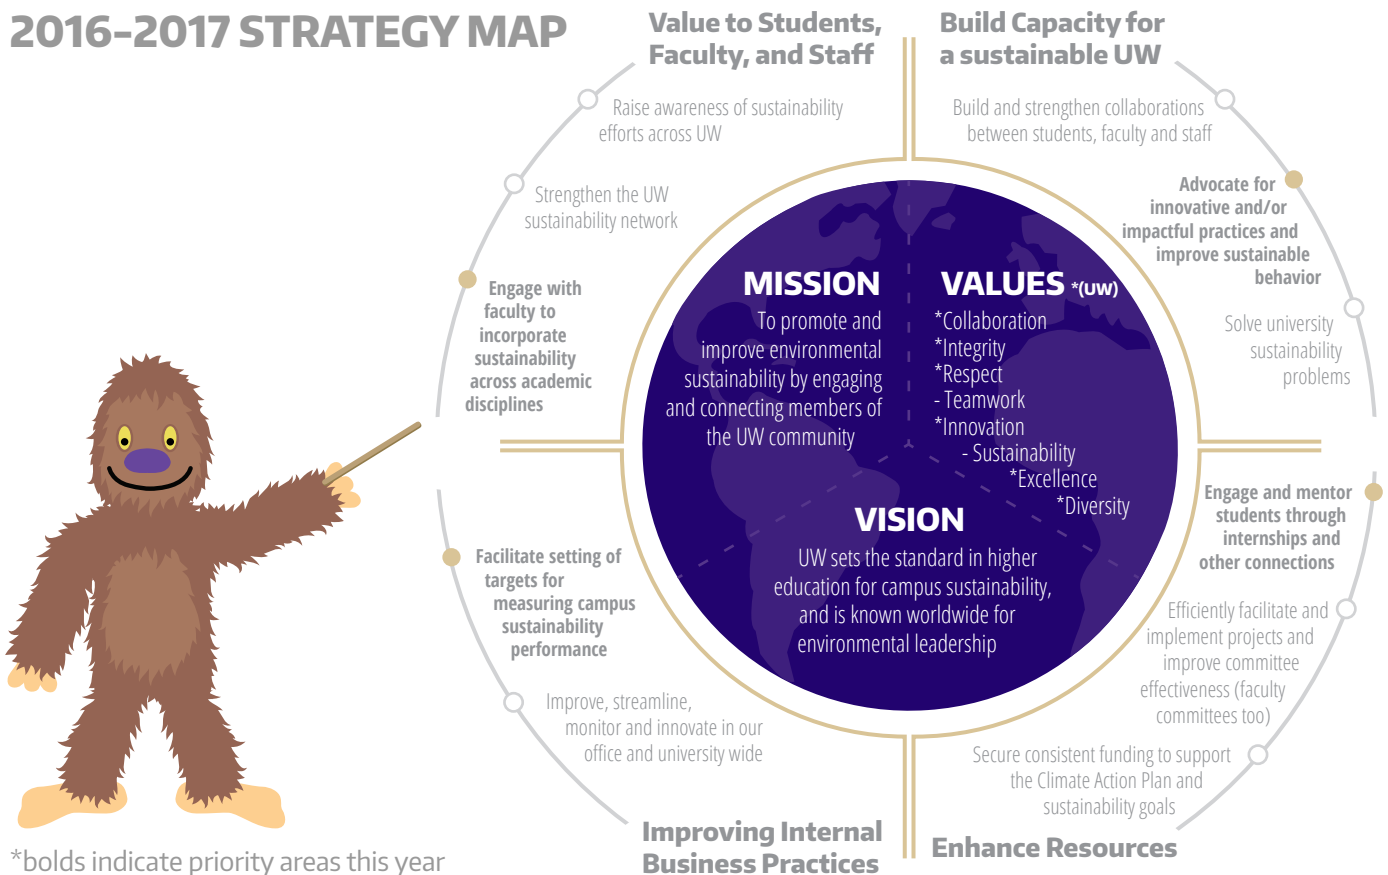 2016-2017 STRATEGY MAP
Value to Students,
Faculty, and Staff
Raise awareness of sustainability
efforts across UW
Strengthen the UW
sustainability network
Engage with
faculty to
incorporate
sustainability
across academic
disciplines
Build Capacity for
a sustainable UW
Build and strengthen collaborations
between students, faculty and staff
Advocate for
innovative and/or
impactful practices and
improve sustainable
behavior
Solve university
sustainability
problems
MISSION
To promote and
improve environmental
sustainability by engaging
and connecting members of
the UW community
VALUES *(UW)
*Collaboration
*Integrity
*Respect
- Teamwork
*Innovation
- Sustainability
*Excellence
*Diversity
VISION
UW sets the standard in higher
education for campus sustainability,
and is known worldwide for
environmental leadership
Facilitate setting of
targets for
measuring campus
sustainability
performance
Improve, streamline,
monitor and innovate in our
office and university wide
Improving Internal
Business Practices
Engage and mentor
students through
internships and
other connections
Efficiently facilitate and
implement projects and
improve committee
effectiveness (faculty
committees too)
Secure consistent funding to support
the Climate Action Plan and
sustainability goals
Enhance Resources
*bolds indicate priority areas this year